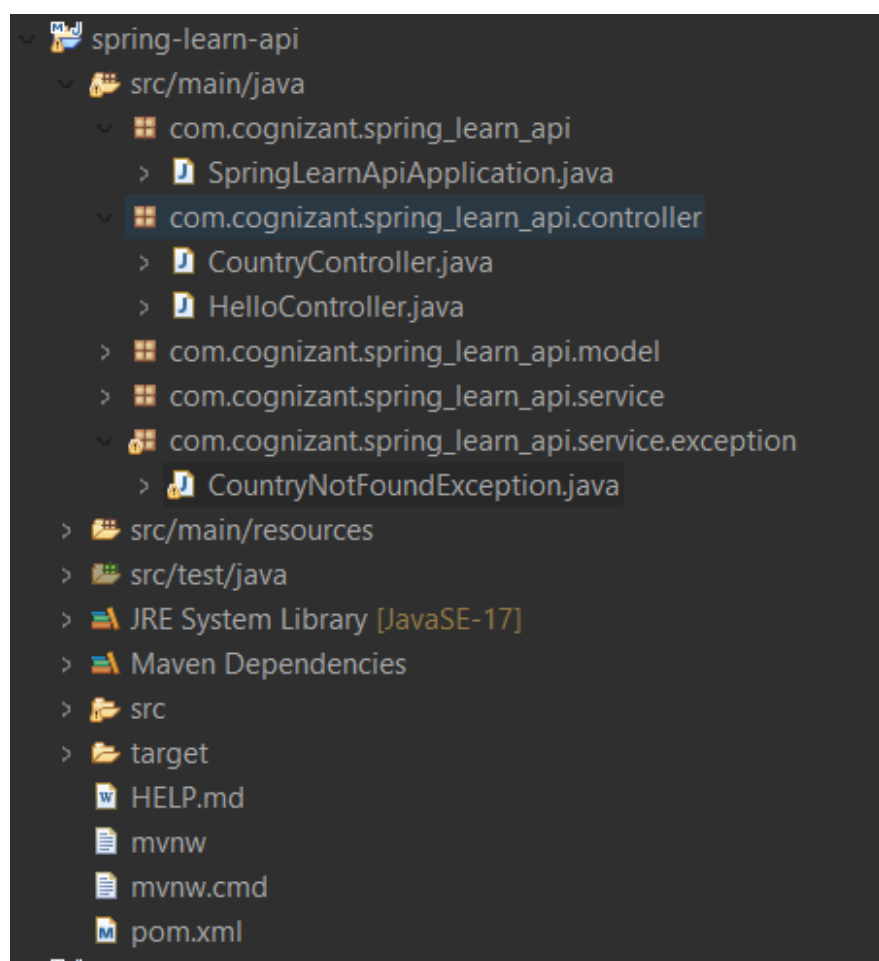 spring-learn-api
src/main/java
com.cognizant.spring_learn_api
SpringLearnApiApplication.java
com.cognizant.spring_learn_api.controller
CountryController.java
HelloController.java
com.cognizant.spring_learn_api.model
com.cognizant.spring_learn_api.service
com.cognizant.spring_learn_api.service.exception
CountryNotFoundException.java
src/main/resources
src/test/java
JRE System Library [JavaSE-17]
Maven Dependencies
src
target
HELP.md
mvnw
mvnw.cmd
pom.xml